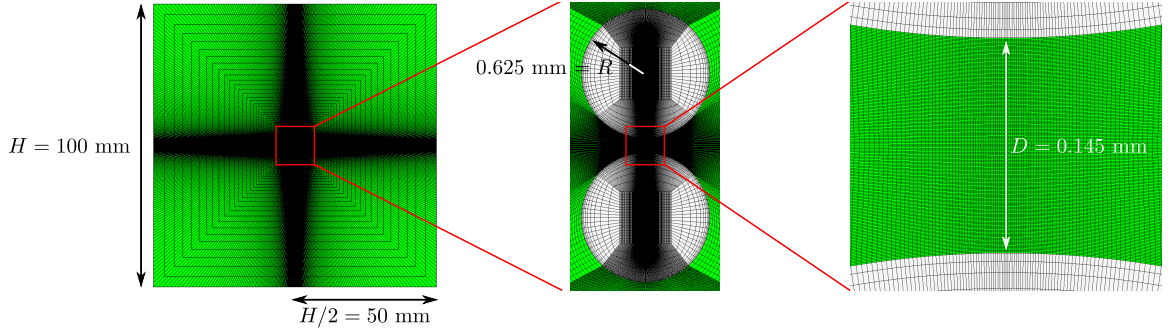 H = 100 mm
H/2 = 50 mm
0.625 mm = R
D = 0.145 mm